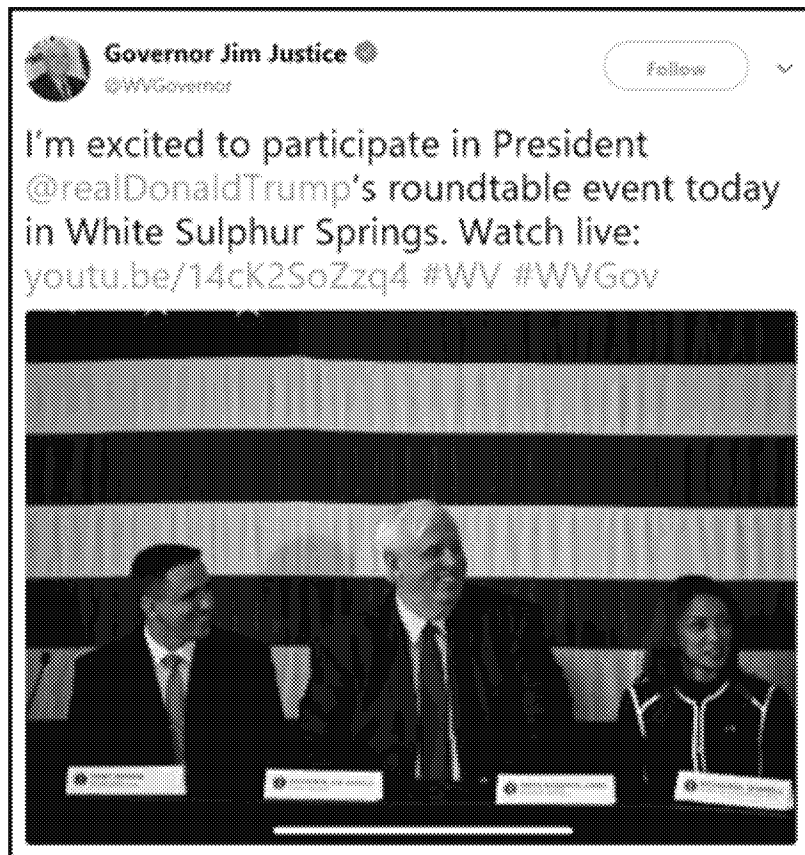 Governor Jim Justice
@WVGovernor
Follow
I'm excited to participate in President
@realDonaldTrump's roundtable event today
in White Sulphur Springs. Watch live:
youtu.be/14cK2SoZzq4 #WV #WVGov